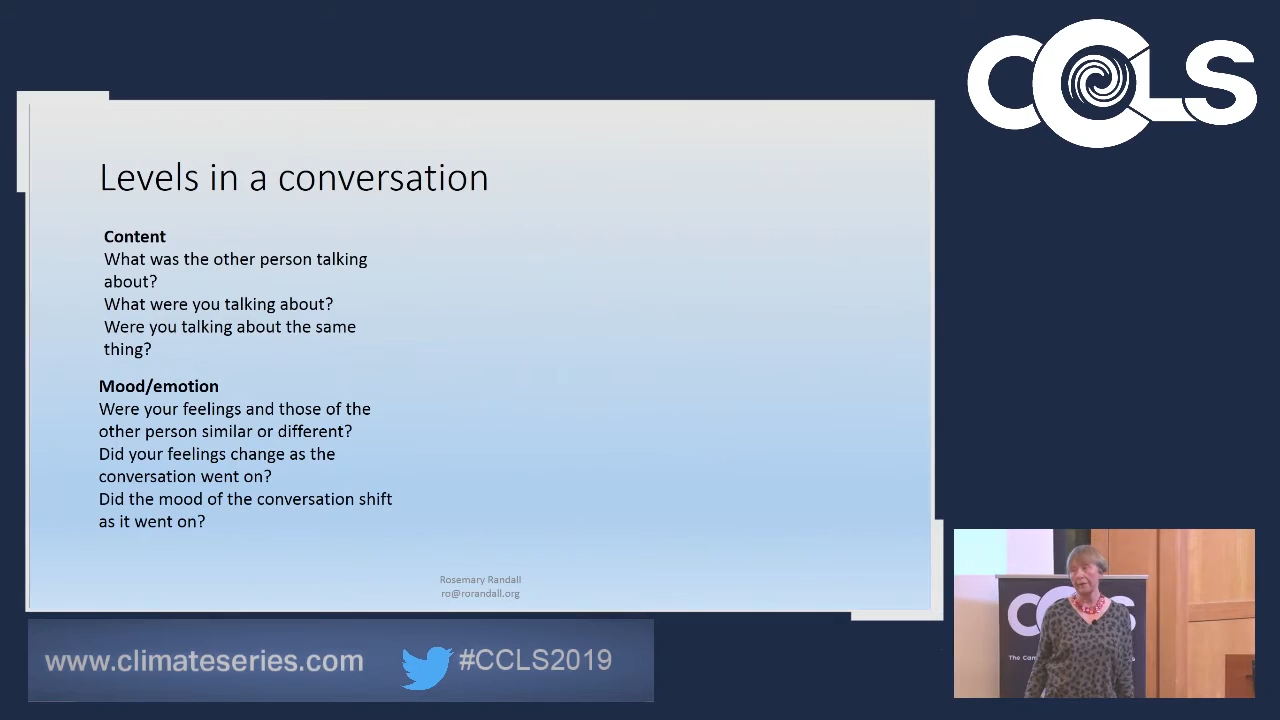 CCLS
Levels in a conversation
Content
What was the other person talking
about?
What were you talking about?
Were you talking about the same
thing?
Mood/emotion
Were your feelings and those of the
other person similar or different?
Did your feelings change as the
conversation went on?
Did the mood of the conversation shift
as it went on?
Rosemary Randall
ro@rorandall.org
www.climateseries.com
#CCLS2019
The